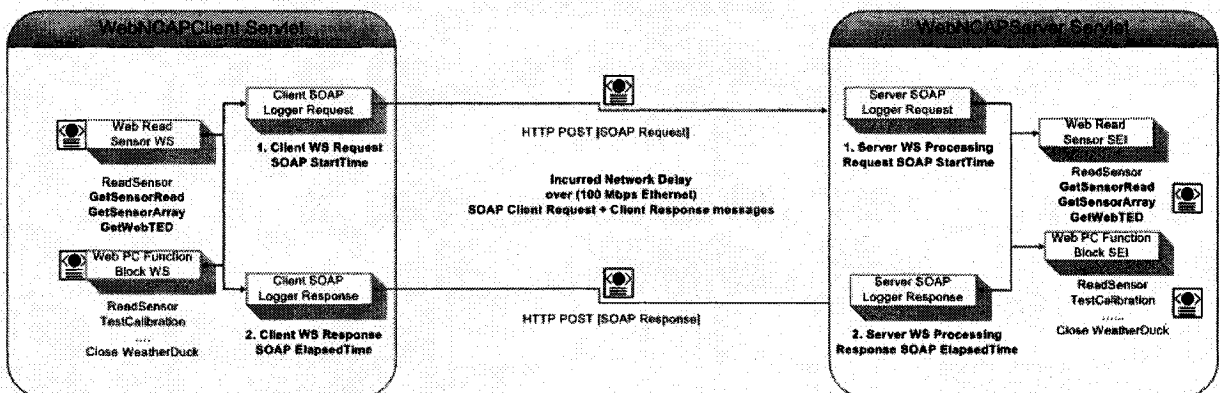 WebNCAPClient Servlet
Client SOAP
Logger Request
Web Read
Sensor WS
1. Client WS Request
SOAP StartTime
ReadSensor
GetSensorRead
GetSensorArray
GetWebTED
Web PC Function
Block WS
Client SOAP
Logger Response
ReadSensor
TestCalibration
....
Close WeatherDuck
2. Client WS Response
SOAP ElapsedTime
HTTP POST [SOAP Request]
Incurred Network Delay
over (100 Mbps Ethernet)
SOAP Client Request + Client Response messages
HTTP POST [SOAP Response]
WebNCAPServer Servlet
Server SOAP
Logger Request
1. Server WS Processing
Request SOAP StartTime
Web Read
Sensor SEI
ReadSensor
GetSensorRead
GetSensorArray
GetWebTED
Web PC Function
Block SEI
Server SOAP
Logger Response
ReadSensor
TestCalibration
......
Close WeatherDuck
2. Server WS Processing
Response SOAP ElapsedTime